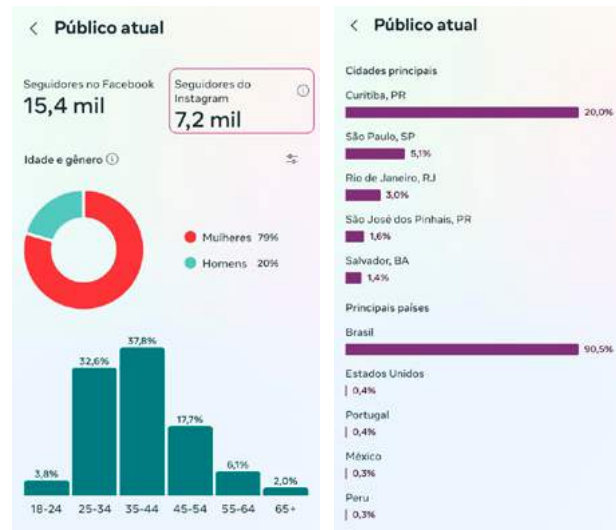 < Público atual
Seguidores no Facebook
15,4 mil
Seguidores do
Instagram
7,2 mil
Idade e gênero
Mulheres 79%
Homens 20%
3,8%
32,6%
37,8%
17,7%
6,1%
2,0%
18-24 25-34 35-44 45-54 55-64 65+
< Público atual
Cidades principais
Curitiba, PR
20,0%
São Paulo, SP
5,1%
Rio de Janeiro, RJ
3,0%
São José dos Pinhais, PR
1,6%
Salvador, BA
1,4%
Principais países
Brasil
90,5%
Estados Unidos
0,4%
Portugal
0,4%
México
0,3%
Peru
0,3%